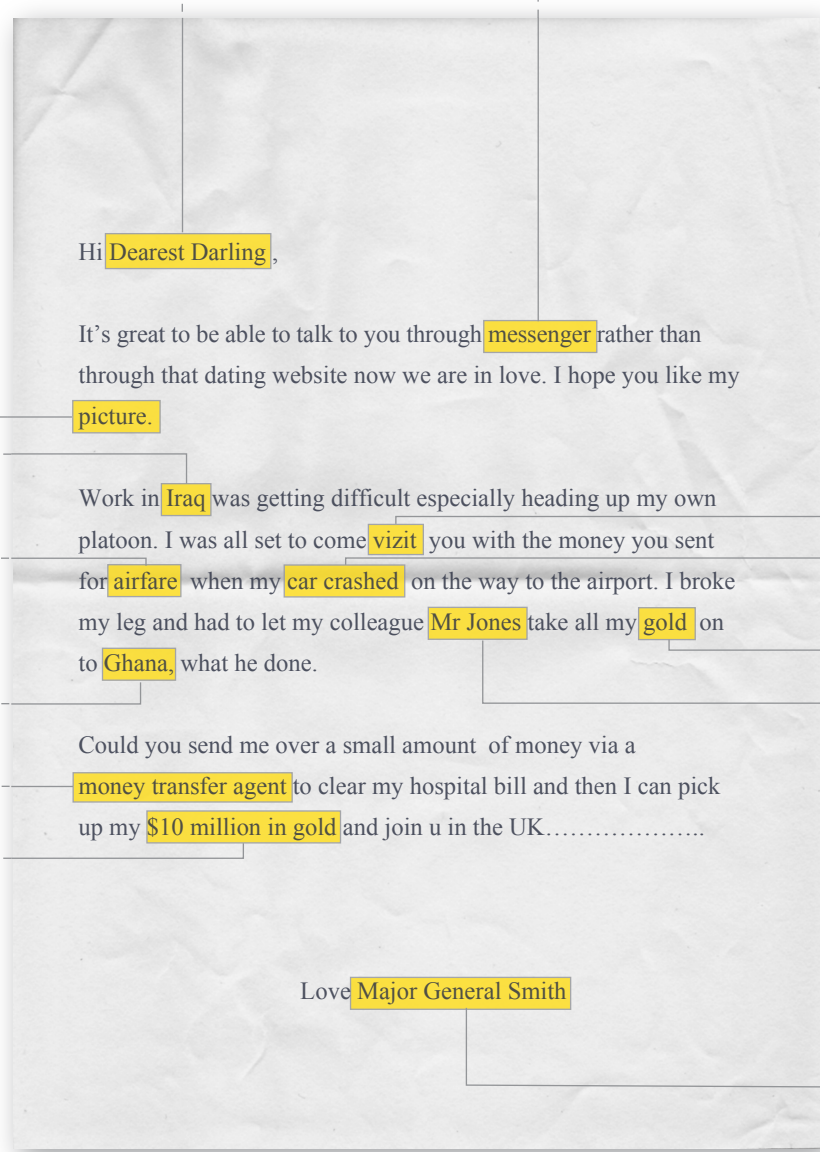 Hi Dearest Darling ,
It’s great to be able to talk to you through messenger rather than
through that dating website now we are in love. I hope you like my
picture.
Work in Iraq was getting difficult especially heading up my own
platoon. I was all set to come vizit you with the money you sent
for airfare when my car crashed on the way to the airport. I broke
my leg and had to let my colleague Mr Jones take all my gold on
to Ghana, what he done.
Could you send me over a small amount of money via a
money transfer agent to clear my hospital bill and then I can pick
up my $10 million in gold and join u in the UK………………..
Love Major General Smith